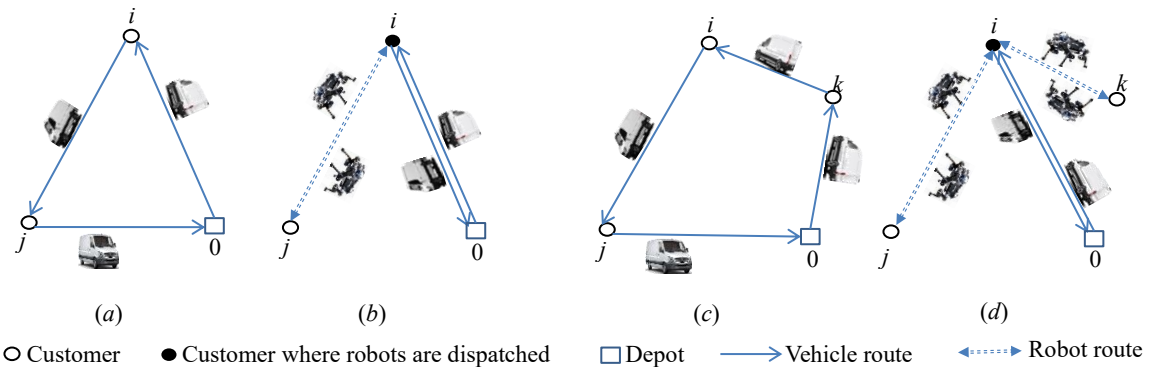 i
i
i
i
k
k
j
0
j
0
j
0
j
0
(a)
(b)
(c)
(d)
Customer
Customer where robots are dispatched
Depot
Vehicle route
Robot route